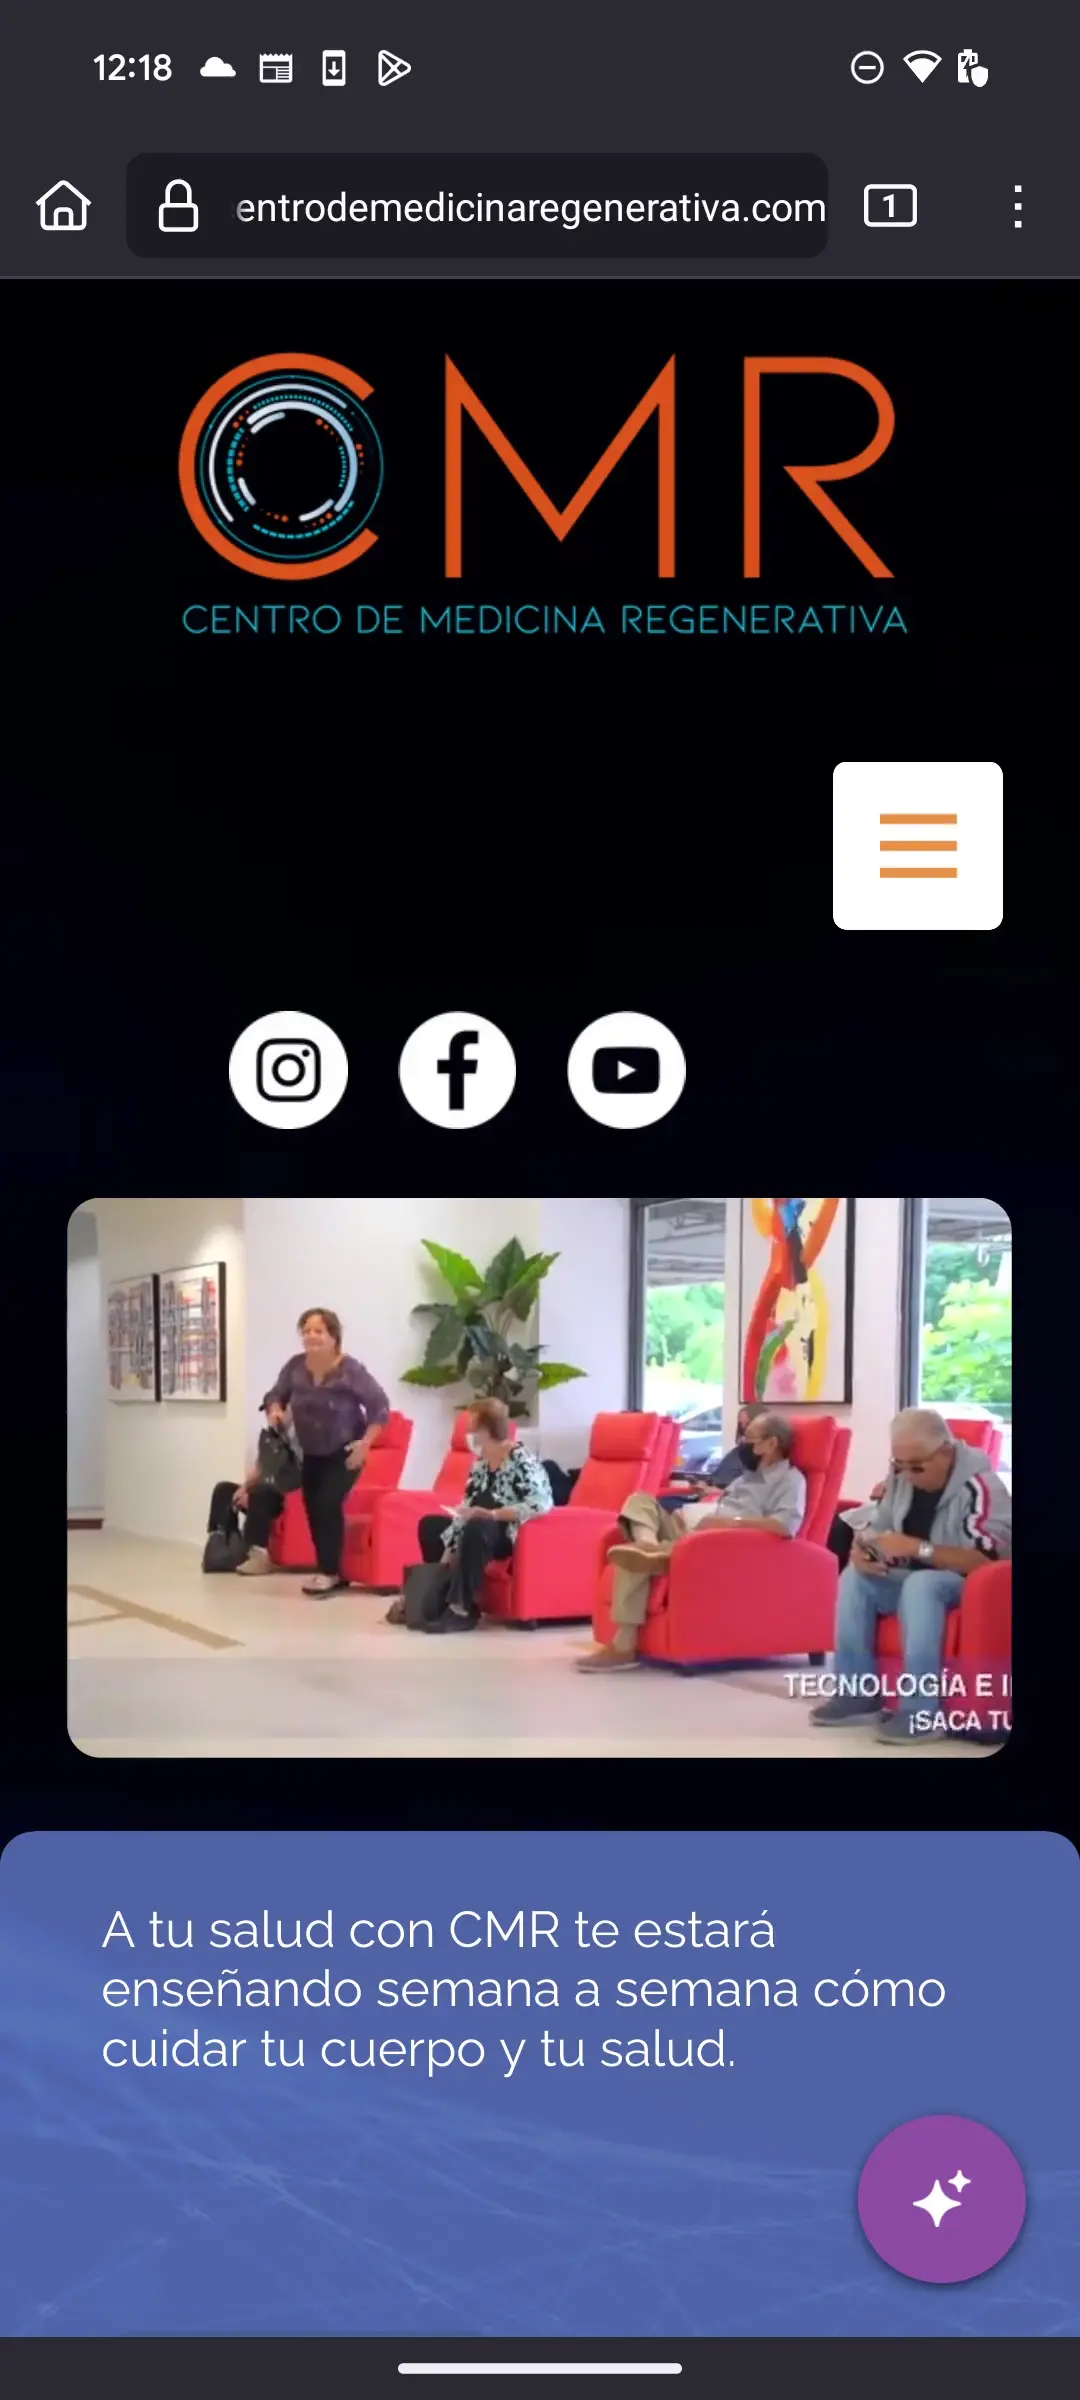 12:18
entrodemedicinaregenerativa.com
1
CMR
CENTRO DE MEDICINA REGENERATIVA
TECNOLOGÍA E
¡SACA TU
A tu salud con CMR te estará
enseñando semana a semana cómo
cuidar tu cuerpo y tu salud.